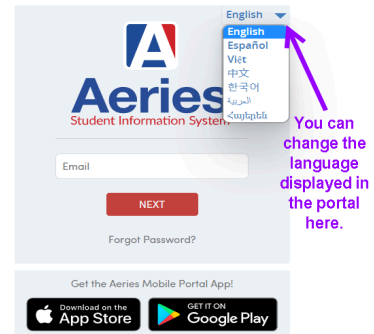 English
English
Español
Việt
中文
한국어
العربية
Հայերեն
Aeries
Student Information System
Email
NEXT
Forgot Password?
You can
change the
language
displayed in
the portal
here.
Get the Aeries Mobile Portal App!
Download on the
App Store
GET IT ON
Google Play